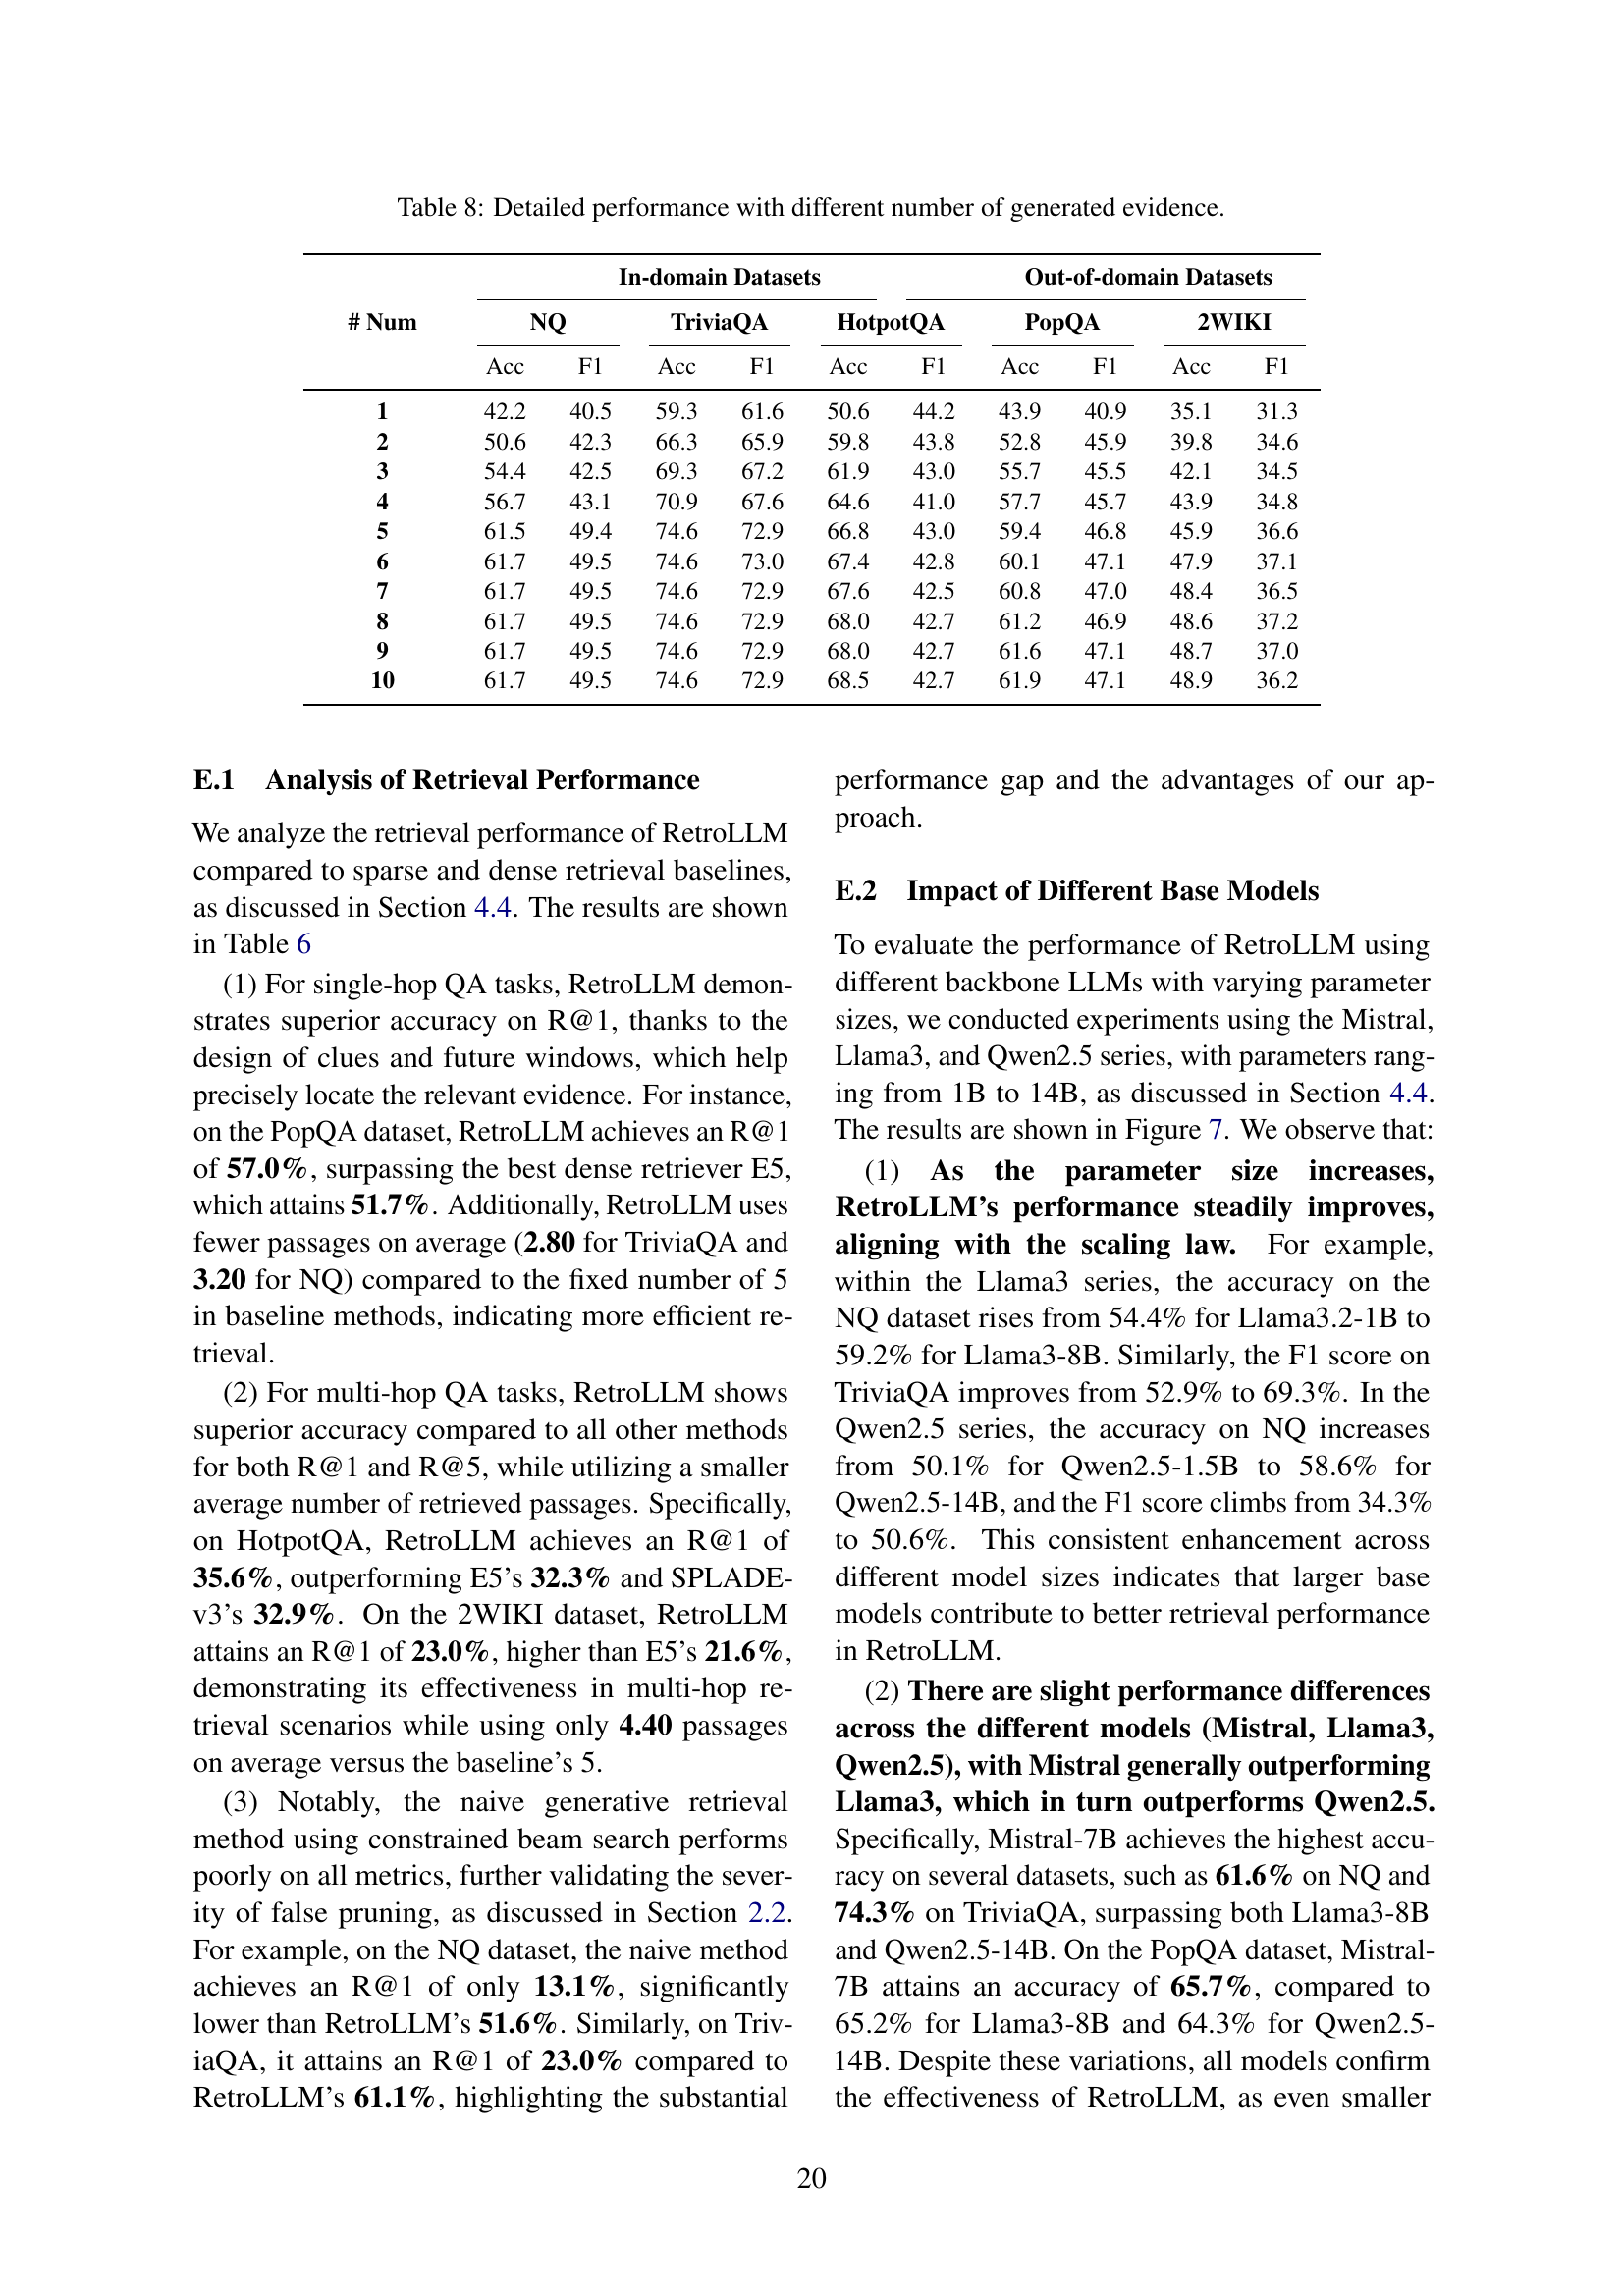 Table 8: Detailed performance with different number of generated evidence.
In-domain Datasets Out-of-domain Datasets
# Num NQ TriviaQA HotpotQA PopQA 2WIKI
Acc F1 Acc F1 Acc F1 Acc F1 Acc F1
1 42.2 40.5 59.3 61.6 50.6 44.2 43.9 40.9 35.1 31.3
2 50.6 42.3 66.3 65.9 59.8 43.8 52.8 45.9 39.8 34.6
3 54.4 42.5 69.3 67.2 61.9 43.0 55.7 45.5 42.1 34.5
4 56.7 43.1 70.9 67.6 64.6 41.0 57.7 45.7 43.9 34.8
5 61.5 49.4 74.6 72.9 66.8 43.0 59.4 46.8 45.9 36.6
6 61.7 49.5 74.6 73.0 67.4 42.8 60.1 47.1 47.9 37.1
7 61.7 49.5 74.6 72.9 67.6 42.5 60.8 47.0 48.4 36.5
8 61.7 49.5 74.6 72.9 68.0 42.7 61.2 46.9 48.6 37.2
9 61.7 49.5 74.6 72.9 68.0 42.7 61.6 47.1 48.7 37.0
10 61.7 49.5 74.6 72.9 68.5 42.7 61.9 47.1 48.9 36.2
E.1 Analysis of Retrieval Performance
We analyze the retrieval performance of RetroLLM
compared to sparse and dense retrieval baselines,
as discussed in Section 4.4. The results are shown
in Table 6
(1) For single-hop QA tasks, RetroLLM demon-
strates superior accuracy on R@1, thanks to the
design of clues and future windows, which help
precisely locate the relevant evidence. For instance,
on the PopQA dataset, RetroLLM achieves an R@1
of 57.0%, surpassing the best dense retriever E5,
which attains 51.7%. Additionally, RetroLLM uses
fewer passages on average (2.80 for TriviaQA and
3.20 for NQ) compared to the fixed number of 5
in baseline methods, indicating more efficient re-
trieval.
(2) For multi-hop QA tasks, RetroLLM shows
superior accuracy compared to all other methods
for both R@1 and R@5, while utilizing a smaller
average number of retrieved passages. Specifically,
on HotpotQA, RetroLLM achieves an R@1 of
35.6%, outperforming E5's 32.3% and SPLADE-
v3's 32.9%. On the 2WIKI dataset, RetroLLM
attains an R@1 of 23.0%, higher than E5's 21.6%,
demonstrating its effectiveness in multi-hop re-
trieval scenarios while using only 4.40 passages
on average versus the baseline's 5.
(3) Notably, the naive generative retrieval
method using constrained beam search performs
poorly on all metrics, further validating the sever-
ity of false pruning, as discussed in Section 2.2.
For example, on the NQ dataset, the naive method
achieves an R@1 of only 13.1%, significantly
lower than RetroLLM's 51.6%. Similarly, on Triv-
iaQA, it attains an R@1 of 23.0% compared to
RetroLLM's 61.1%, highlighting the substantial
performance gap and the advantages of our ap-
proach.
E.2 Impact of Different Base Models
To evaluate the performance of RetroLLM using
different backbone LLMs with varying parameter
sizes, we conducted experiments using the Mistral,
Llama3, and Qwen2.5 series, with parameters rang-
ing from 1B to 14B, as discussed in Section 4.4.
The results are shown in Figure 7. We observe that:
(1) As the parameter size increases,
RetroLLM's performance steadily improves,
aligning with the scaling law. For example,
within the Llama3 series, the accuracy on the
NQ dataset rises from 54.4% for Llama3.2-1B to
59.2% for Llama3-8B. Similarly, the F1 score on
TriviaQA improves from 52.9% to 69.3%. In the
Qwen2.5 series, the accuracy on NQ increases
from 50.1% for Qwen2.5-1.5B to 58.6% for
Qwen2.5-14B, and the F1 score climbs from 34.3%
to 50.6%. This consistent enhancement across
different model sizes indicates that larger base
models contribute to better retrieval performance
in RetroLLM.
(2) There are slight performance differences
across the different models (Mistral, Llama3,
Qwen2.5), with Mistral generally outperforming
Llama3, which in turn outperforms Qwen2.5.
Specifically, Mistral-7B achieves the highest accu-
racy on several datasets, such as 61.6% on NQ and
74.3% on TriviaQA, surpassing both Llama3-8B
and Qwen2.5-14B. On the PopQA dataset, Mistral-
7B attains an accuracy of 65.7%, compared to
65.2% for Llama3-8B and 64.3% for Qwen2.5-
14B. Despite these variations, all models confirm
the effectiveness of RetroLLM, as even smaller
20